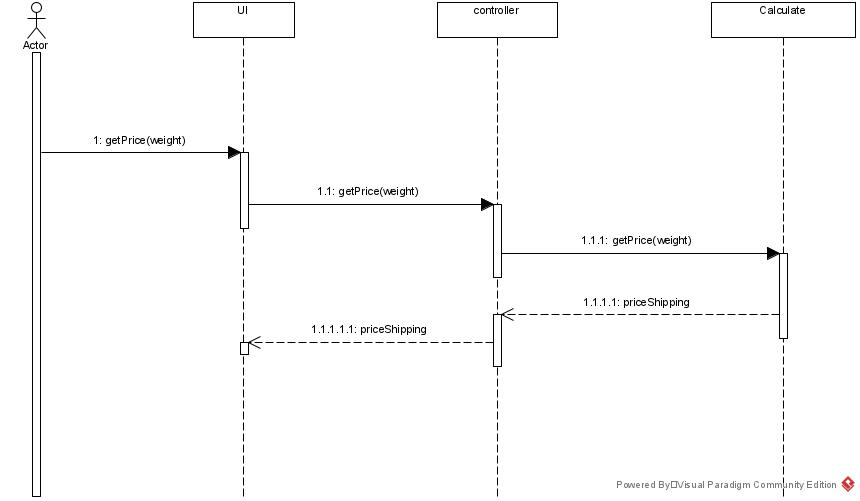 UI
controller
Calculate
Actor
1: getPrice(weight)
1.1: getPrice(weight)
1.1.1: getPrice(weight)
1.1.1.1: priceShipping
1.1.1.1.1: priceShipping
Powered By Visual Paradigm Community Edition